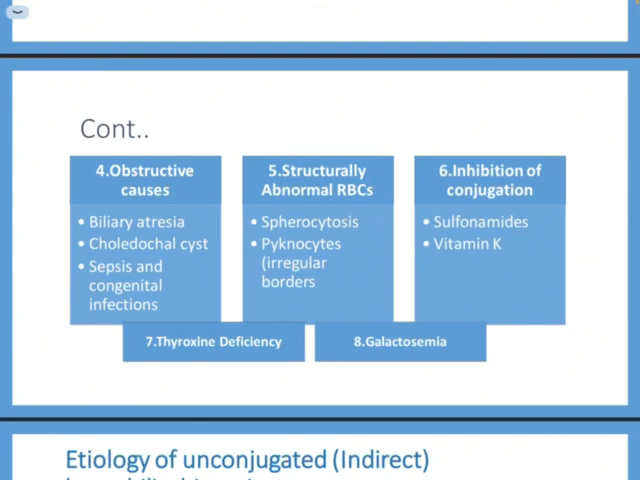 Cont..
4.Obstructive
causes
• Biliary atresia
• Choledochal cyst
• Sepsis and
congenital
infections
5.Structurally
Abnormal RBCs
• Spherocytosis
• Pyknocytes
(irregular
borders
6.Inhibition of
conjugation
• Sulfonamides
• Vitamin K
7.Thyroxine Deficiency
8.Galactosemia
Etiology of unconjugated (Indirect)